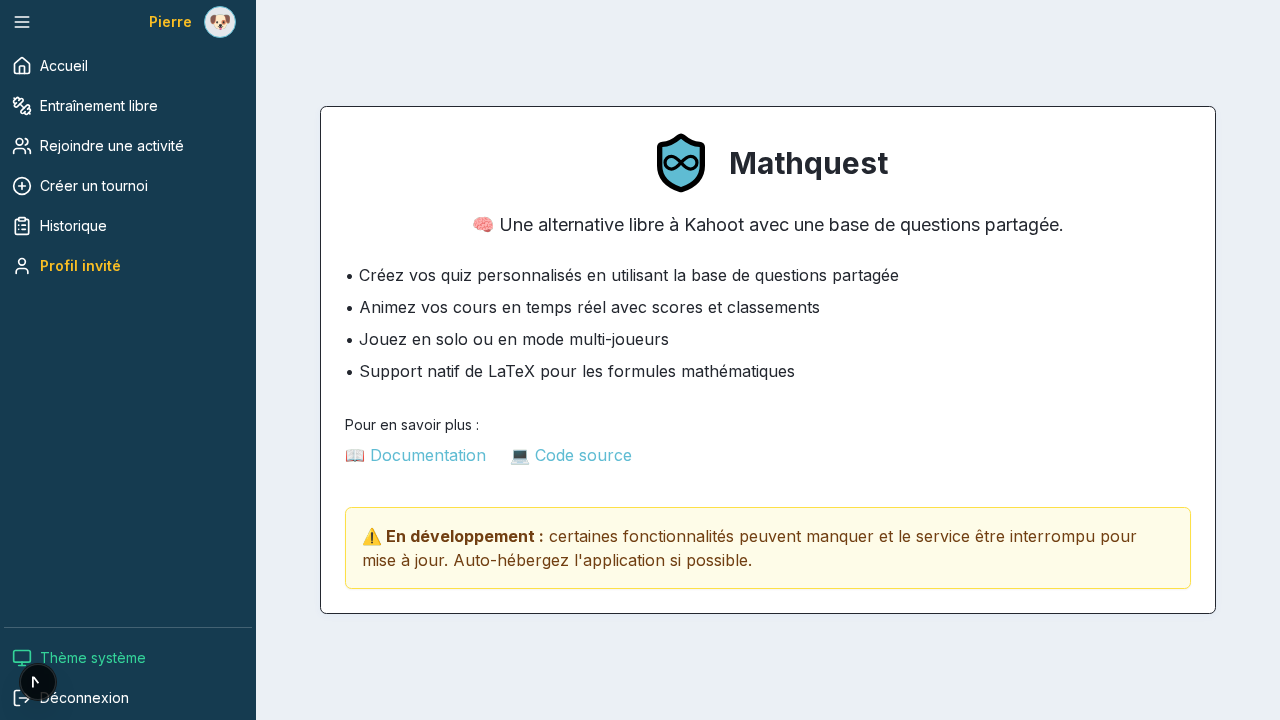 Pierre
Accueil
Entraînement libre
Rejoindre une activité
Créer un tournoi
Historique
Profil invité
Thème système
Déconnexion
Mathquest
🧠 Une alternative libre à Kahoot avec une base de questions partagée.
• Créez vos quiz personnalisés en utilisant la base de questions partagée
• Animez vos cours en temps réel avec scores et classements
• Jouez en solo ou en mode multi-joueurs
• Support natif de LaTeX pour les formules mathématiques
Pour en savoir plus :
📖 Documentation 💻 Code source
⚠️ En développement : certaines fonctionnalités peuvent manquer et le service être interrompu pour
mise à jour. Auto-hébergez l'application si possible.